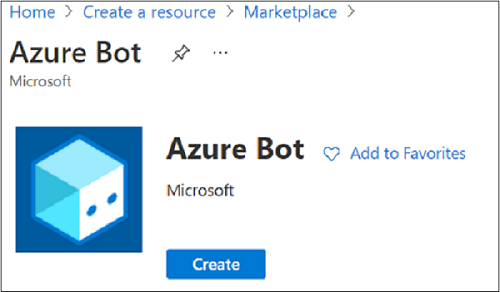 Home > Create a resource > Marketplace >
Azure Bot ...
Microsoft
Azure Bot Add to Favorites
Microsoft
Create